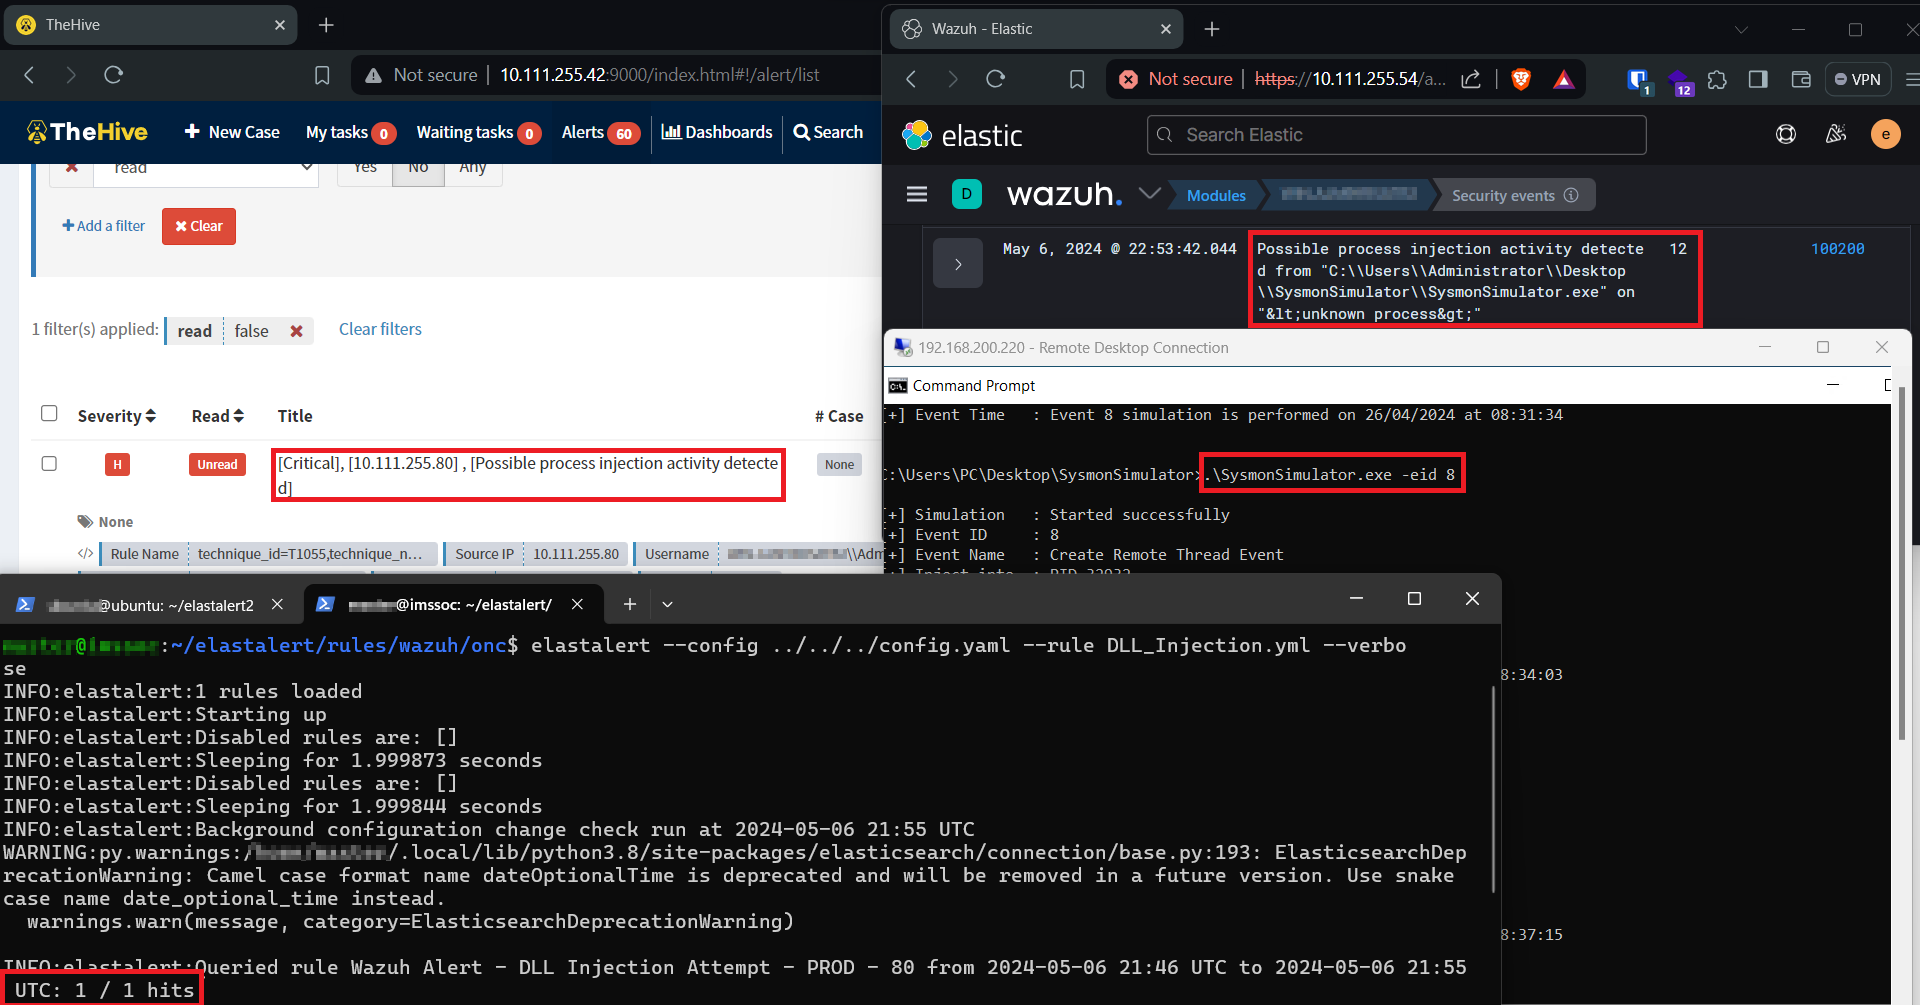 TheHive
Not secure 10.111.255.42:9000/index.html#!/alert/list
TheHive
New Case
My tasks 0
Waiting tasks 0
Alerts 60
Dashboards
Search
read
Yes No Any
Add a filter
Clear
1 filter(s) applied: read false Clear filters
Severity Read Title # Case
H Unread [Critical], [10.111.255.80] , [Possible process injection activity detecte None
d]
None
</> Rule Name technique_id=T1055,technique_n... Source IP 10.111.255.80 Username \\Adm
Wazuh - Elastic
Not secure https://10.111.255.54/a...
1
12
VPN
elastic
Search Elastic
e
D
wazuh.
Modules
Security events
May 6, 2024 @ 22:53:42.044 Possible process injection activity detecte 12 100200
d from "C:\\Users\\Administrator\\Desktop
\\SysmonSimulator\\SysmonSimulator.exe" on
"&lt;unknown process&gt;"
192.168.200.220 - Remote Desktop Connection
Command Prompt
[+] Event Time : Event 8 simulation is performed on 26/04/2024 at 08:31:34
C:\Users\PC\Desktop\SysmonSimulator>.\SysmonSimulator.exe -eid 8
[+] Simulation : Started successfully
[+] Event ID : 8
[+] Event Name : Create Remote Thread Event
[+] Inject into : PID 32932
8:34:03
8:37:15
@ubuntu: ~/elastalert2
@imssoc: ~/elastalert/
@ :~/elastalert/rules/wazuh/onc$ elastalert --config ../../../config.yaml --rule DLL_Injection.yml --verbo
se
INFO:elastalert:1 rules loaded
INFO:elastalert:Starting up
INFO:elastalert:Disabled rules are: []
INFO:elastalert:Sleeping for 1.999873 seconds
INFO:elastalert:Disabled rules are: []
INFO:elastalert:Sleeping for 1.999844 seconds
INFO:elastalert:Background configuration change check run at 2024-05-06 21:55 UTC
WARNING:py.warnings:/ /.local/lib/python3.8/site-packages/elasticsearch/connection/base.py:193: ElasticsearchDep
recationWarning: Camel case format name dateOptionalTime is deprecated and will be removed in a future version. Use snake
case name date_optional_time instead.
warnings.warn(message, category=ElasticsearchDeprecationWarning)
INFO:elastalert:Queried rule Wazuh Alert - DLL Injection Attempt - PROD - 80 from 2024-05-06 21:46 UTC to 2024-05-06 21:55
UTC: 1 / 1 hits